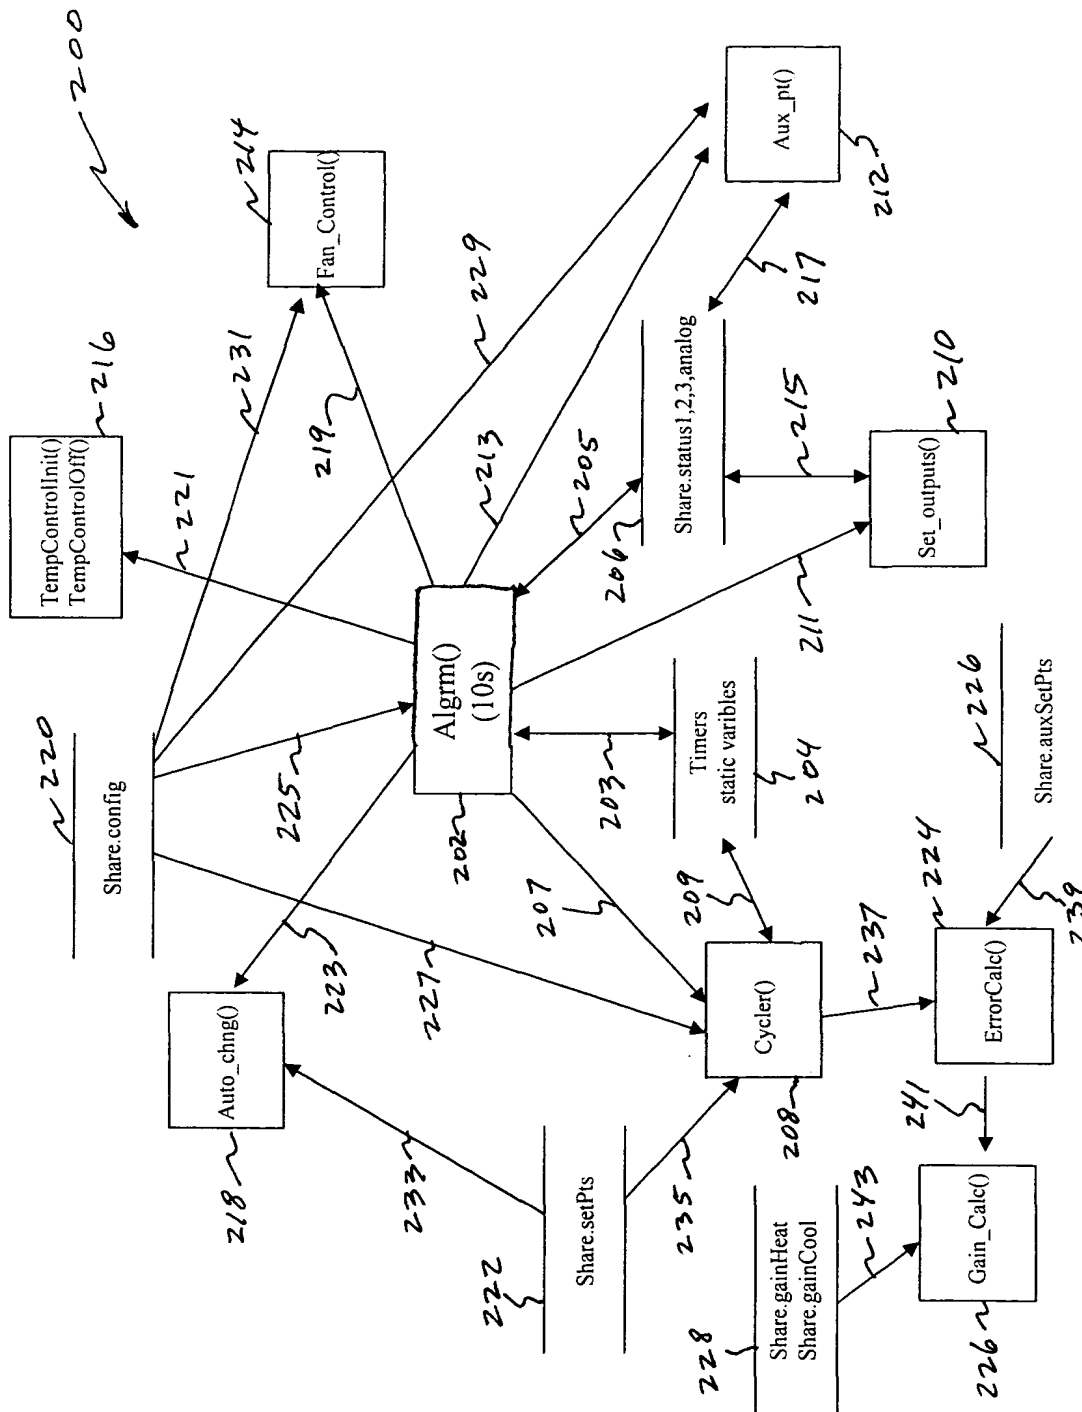 200
220
Share.config
216
TempControlInit()
TempControlOff()
214
Fan_Control()
231
221
219
229
218
Auto_chng()
223
225
227
233
202
Algrm()
(10s)
213
205
207
203
211
206
Share.status1,2,3,analog
217
Aux_pt()
212
215
Set_outputs()
210
222
Share.setPts
235
Timers
static varibles
204
209
Cycler()
208
237
226
Share.auxSetPts
239
224
ErrorCalc()
241
228
Share.gainHeat
Share.gainCool
243
Gain_Calc()
226